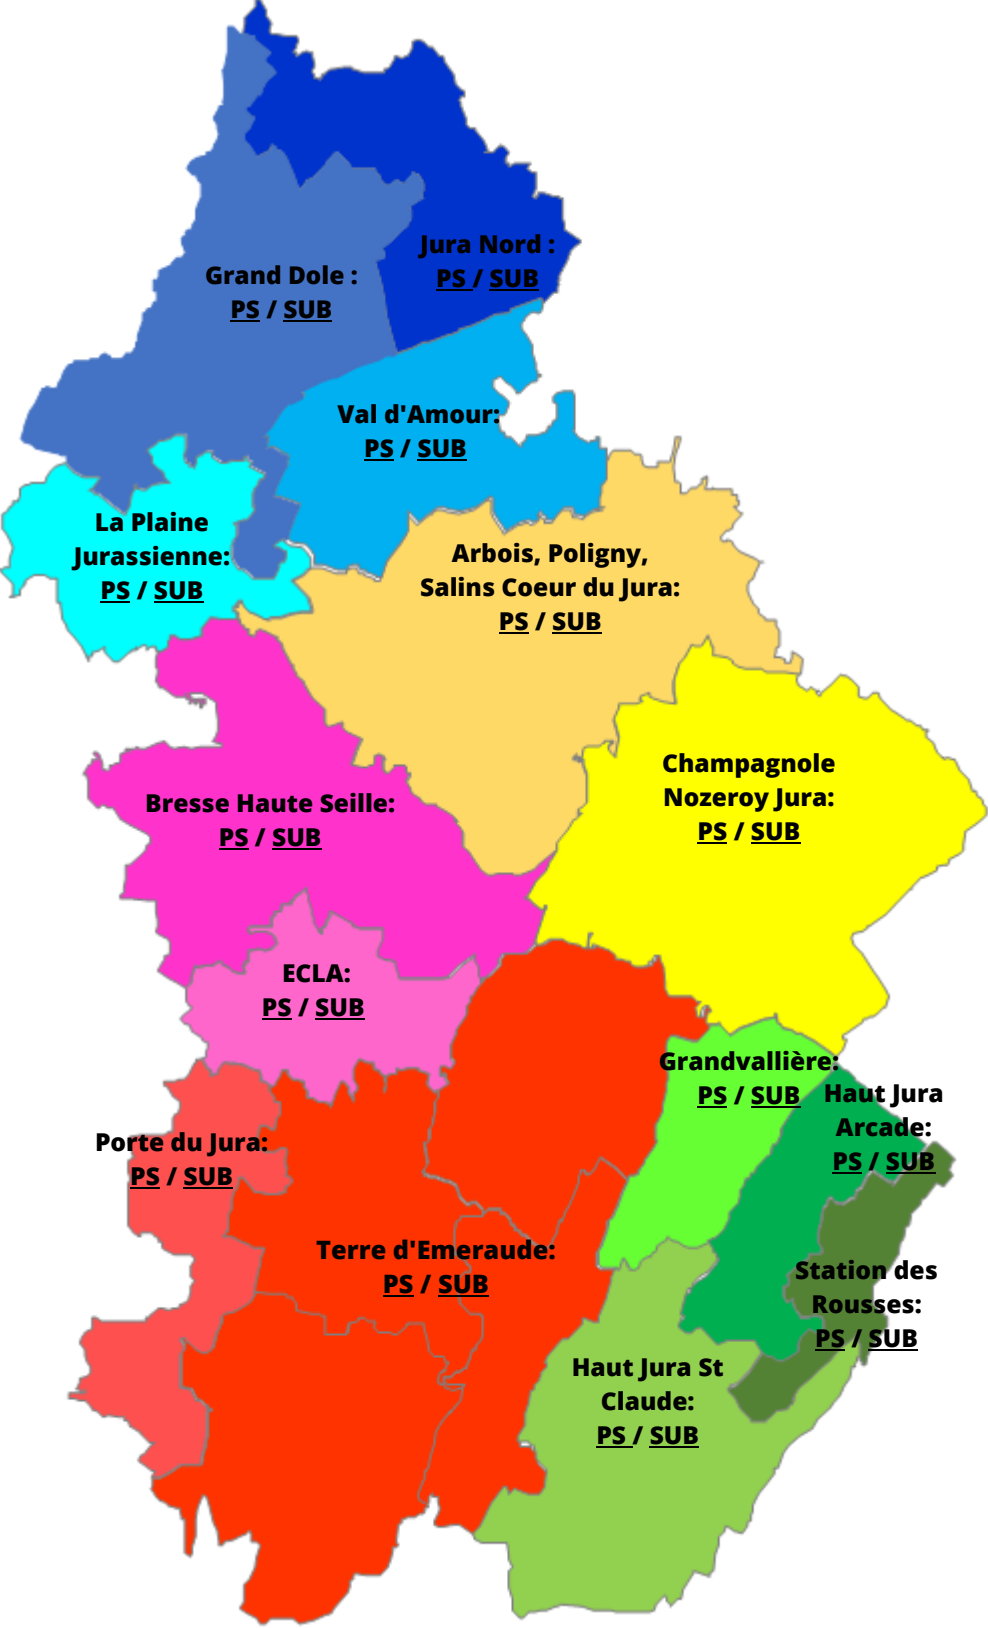 Jura Nord :
PS / SUB
Grand Dole :
PS / SUB
Val d'Amour:
PS / SUB
La Plaine
Jurassienne:
PS / SUB
Arbois, Poligny,
Salins Coeur du Jura:
PS / SUB
Champagnole
Nozeroy Jura:
PS / SUB
Bresse Haute Seille:
PS / SUB
ECLA:
PS / SUB
Grandvallière:
PS / SUB
Haut Jura
Arcade:
PS / SUB
Porte du Jura:
PS / SUB
Terre d'Emeraude:
PS / SUB
Station des
Rousses:
PS / SUB
Haut Jura St
Claude:
PS / SUB